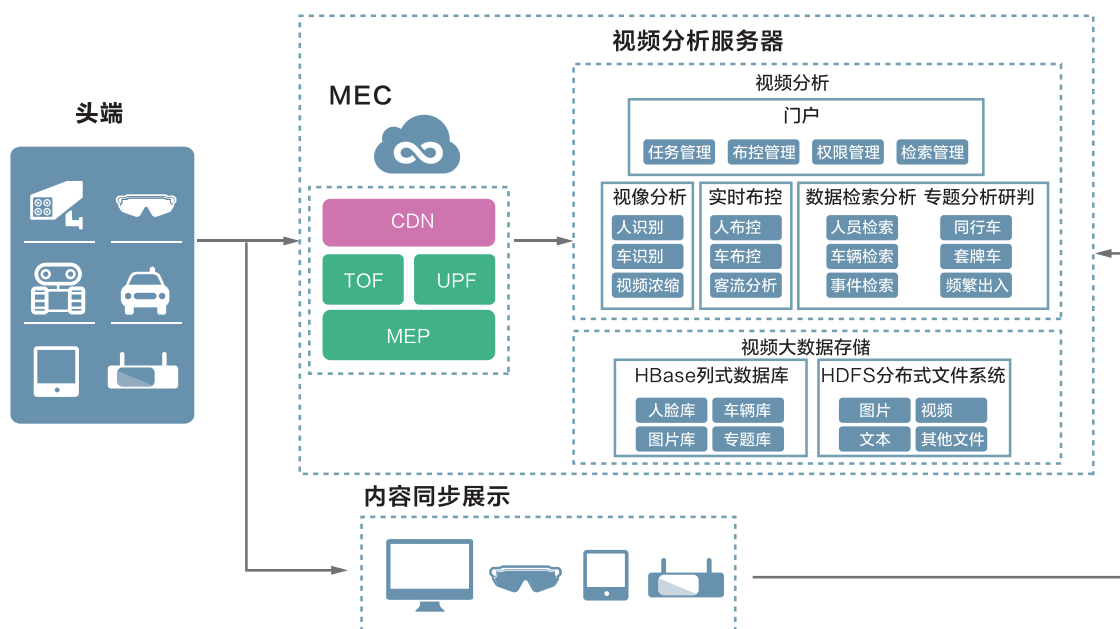 头端
视频分析服务器
MEC
CDN
TOF
UPF
MEP
视频分析
门户
任务管理
布控管理
权限管理
检索管理
视像分析
人识别
车识别
视频浓缩
实时布控
人布控
车布控
客流分析
数据检索分析
专题分析研判
人员检索
同行车
车辆检索
套牌车
事件检索
频繁出入
视频大数据存储
HBase列式数据库
人脸库
车辆库
图片库
专题库
HDFS分布式文件系统
图片
视频
文本
其他文件
内容同步展示